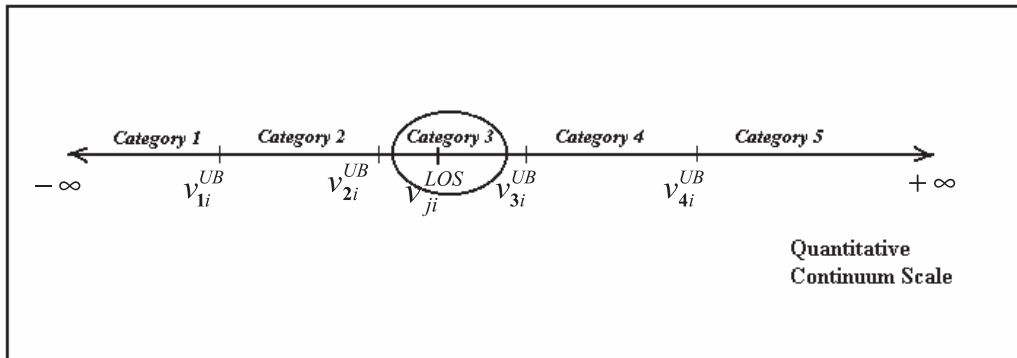 Category 1 Category 2 Category 3 Category 4 Category 5
− ∞ v_{1i}^{UB} v_{2i}^{UB} v_{ji}^{LOS} v_{3i}^{UB} v_{4i}^{UB} + ∞
Quantitative
Continuum Scale